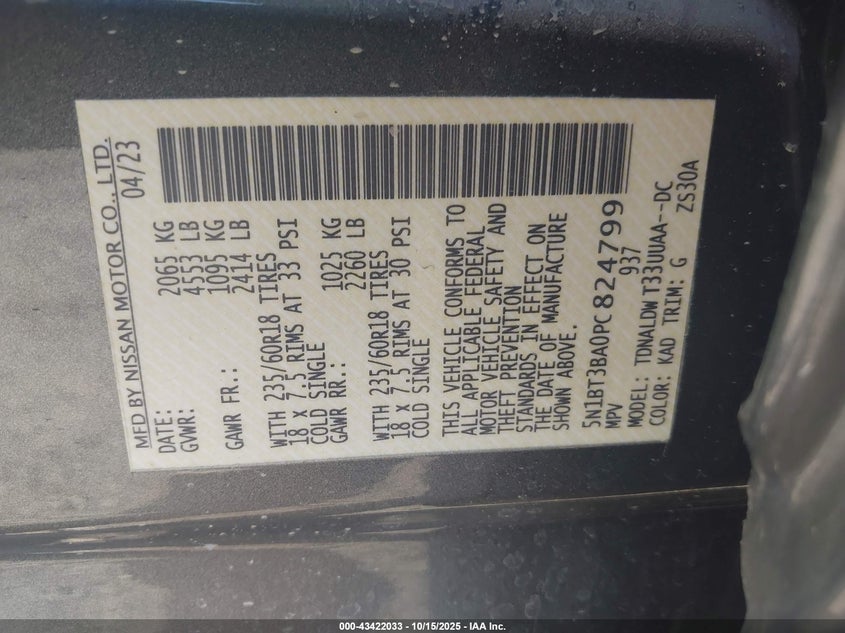 MFD BY NISSAN MOTOR CO., LTD.
DATE: 04/23
GVWR: 2065 KG
4553 LB
GAWR FR.: 1095 KG
2414 LB
WITH 235/60R18 TIRES
18 X 7.5 RIMS AT 33 PSI
COLD SINGLE
GAWR RR.: 1025 KG
2260 LB
WITH 235/60R18 TIRES
18 X 7.5 RIMS AT 30 PSI
COLD SINGLE
THIS VEHICLE CONFORMS TO
ALL APPLICABLE FEDERAL
MOTOR VEHICLE SAFETY AND
THEFT PREVENTION
STANDARDS IN EFFECT ON
THE DATE OF MANUFACTURE
SHOWN ABOVE.
5N1BT3BA0PC824799
MPV 937
MODEL: TDNALDW T33UUAA--DC
COLOR: KAD TRIM: G ZS30A
000-43422033 - 10/15/2025 - IAA Inc.